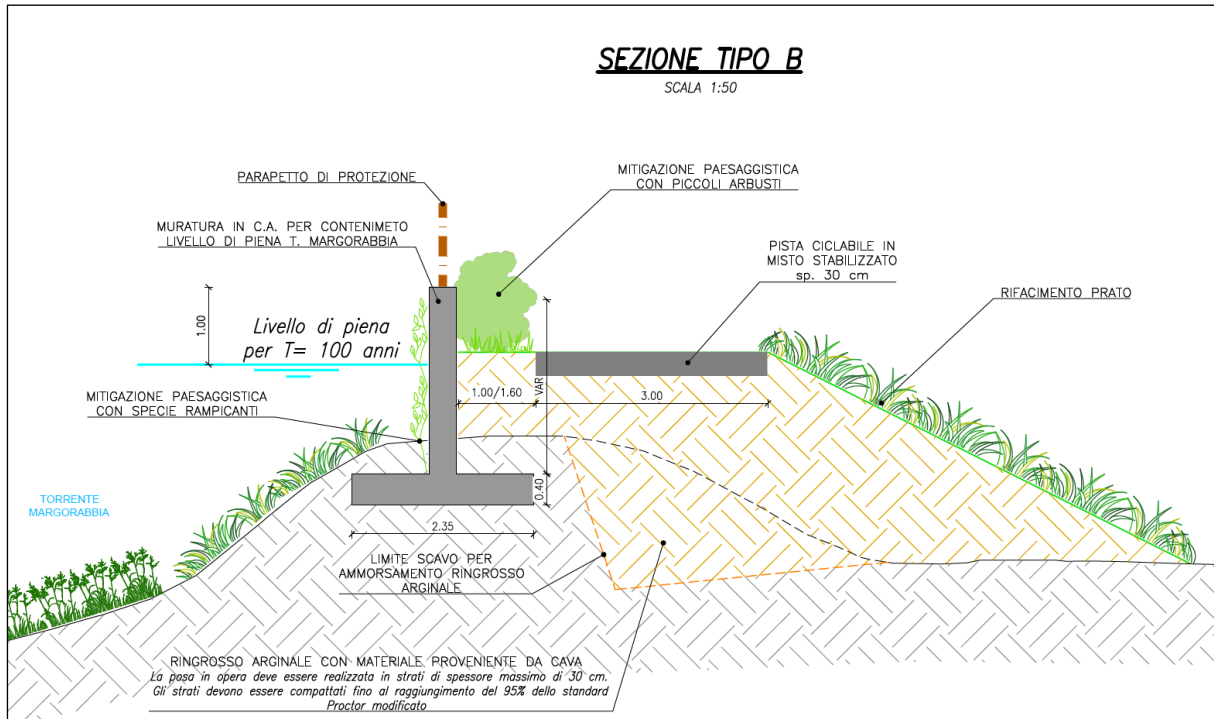 SEZIONE TIPO B
SCALA 1:50
PARAPETTO DI PROTEZIONE
MITIGAZIONE PAESAGGISTICA
CON PICCOLI ARBUSTI
MURATURA IN C.A. PER CONTENIMETO
LIVELLO DI PIENA T. MARGORABBIA
PISTA CICLABILE IN
MISTO STABILIZZATO
sp. 30 cm
RIFACIMENTO PRATO
1.00
Livello di piena
per T= 100 anni
MITIGAZIONE PAESAGGISTICA
CON SPECIE RAMPICANTI
1.00/1.60
VAR
3.00
TORRENTE
MARGORABBIA
0.40
2.35
LIMITE SCAVO PER
AMMORSAMENTO RINGROSSO
ARGINALE
RINGROSSO ARGINALE CON MATERIALE PROVENIENTE DA CAVA
La posa in opera deve essere realizzata in strati di spessore massimo di 30 cm.
Gli strati devono essere compattati fino al raggiungimento del 95% dello standard
Proctor modificato